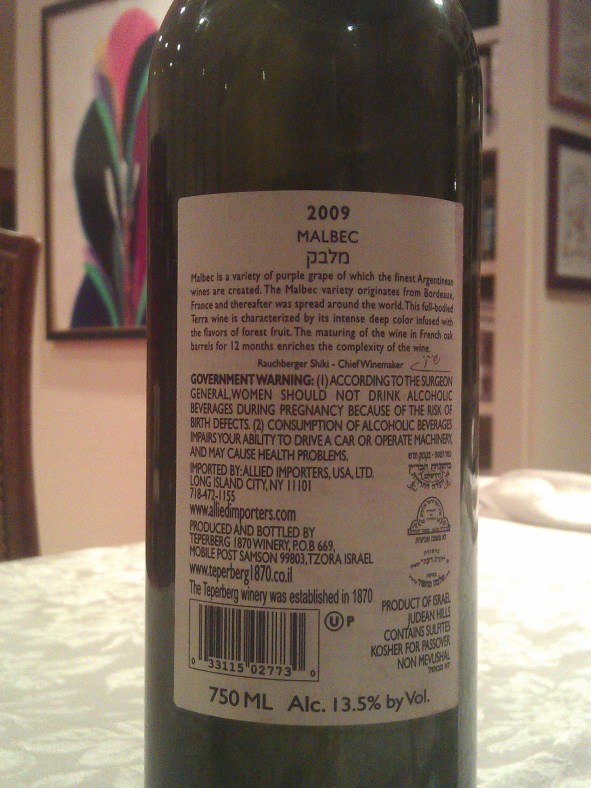 2009
MALBEC
מלבק
Malbec is a variety of purple grape of which the finest Argentinean
wines are created. The Malbec variety originates from Bordeaux,
France and thereafter was spread around the world. This full-bodied
Terra wine is characterized by its intense deep color infused with
the flavors of forest fruit. The maturing of the wine in French oak
barrels for 12 months enriches the complexity of the wine.
Rauchberger Shiki - Chief Winemaker
GOVERNMENT WARNING: (1) ACCORDING TO THE SURGEON
GENERAL, WOMEN SHOULD NOT DRINK ALCOHOLIC
BEVERAGES DURING PREGNANCY BECAUSE OF THE RISK OF
BIRTH DEFECTS. (2) CONSUMPTION OF ALCOHOLIC BEVERAGES
IMPAIRS YOUR ABILITY TO DRIVE A CAR OR OPERATE MACHINERY,
AND MAY CAUSE HEALTH PROBLEMS.
IMPORTED BY: ALLIED IMPORTERS, USA, LTD.
LONG ISLAND CITY, NY 11101
718-472-1155
www.alliedimporters.com
PRODUCED AND BOTTLED BY
TEPERBERG 1870 WINERY, P.O.B 669,
MOBILE POST SAMSON 99803, TZORA ISRAEL
www.teperberg1870.co.il
The Teperberg winery was established in 1870
U P
PRODUCT OF ISRAEL
JUDEAN HILLS
CONTAINS SULFITES
KOSHER FOR PASSOVER
NON MEVUSHAL
לא מבושל
0 33115 02773 0
750 ML Alc. 13.5% by Vol.